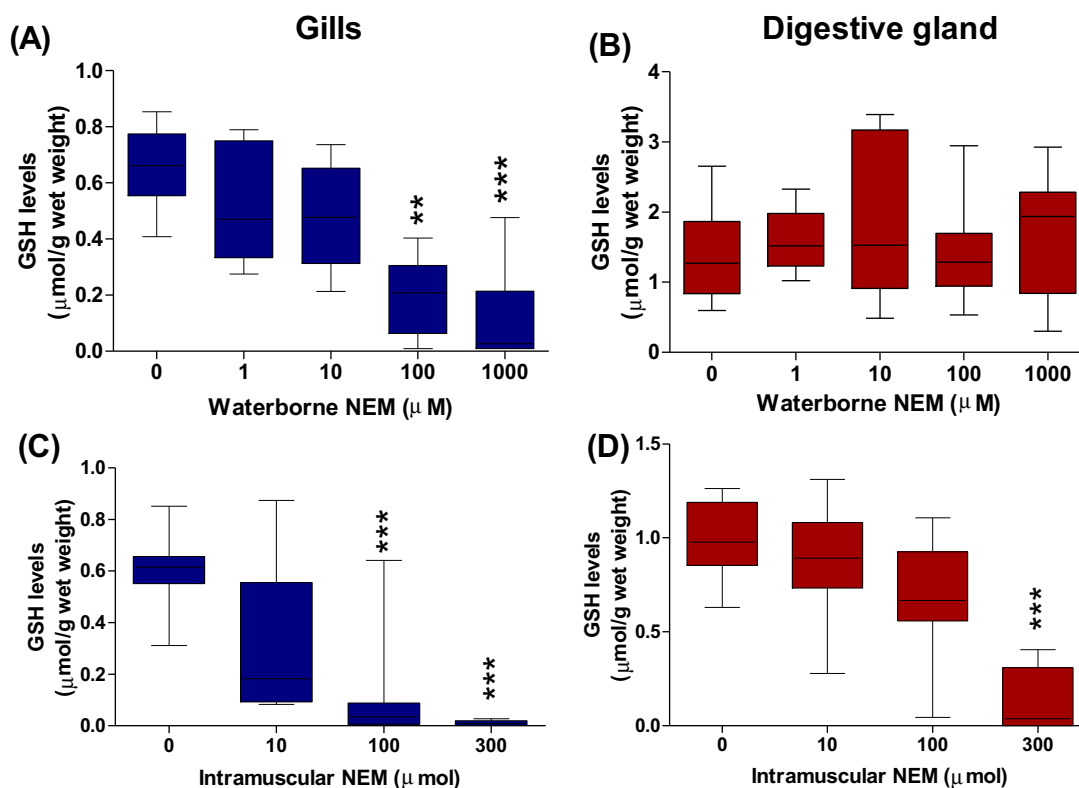 Gills
Digestive gland
(A)
GSH levels
(μmol/g wet weight)
1.0
0.8
0.6
0.4
0.2
0.0
**
***
0 1 10 100 1000
Waterborne NEM (μ M)
(B)
GSH levels
(μmol/g wet weight)
4
3
2
1
0
0 1 10 100 1000
Waterborne NEM (μ M)
(C)
GSH levels
(μmol/g wet weight)
1.0
0.8
0.6
0.4
0.2
0.0
***
***
0 10 100 300
Intramuscular NEM (μ mol)
(D)
GSH levels
(μmol/g wet weight)
1.5
1.0
0.5
0.0
***
0 10 100 300
Intramuscular NEM (μ mol)